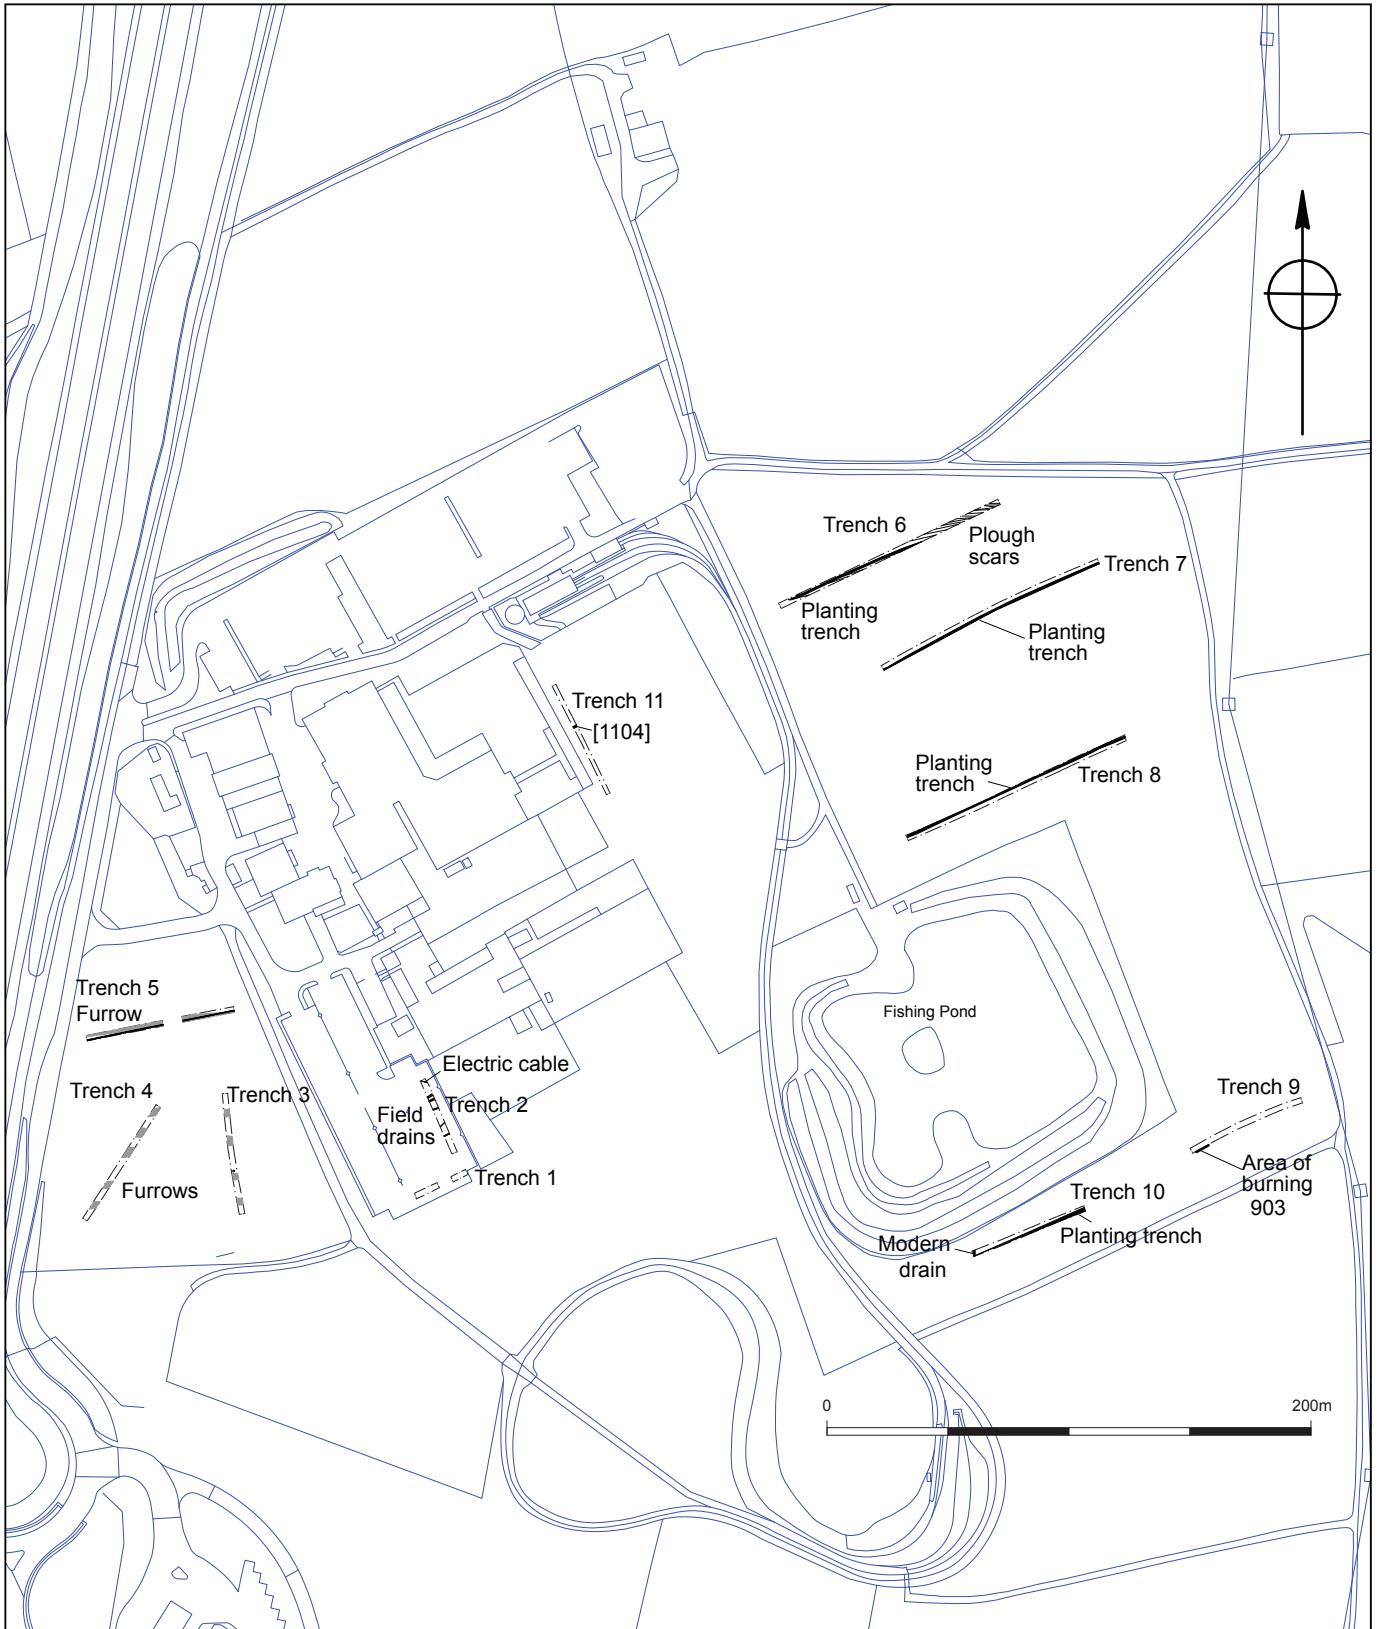 Trench 6
Plough
scars
Trench 7
Planting
trench
Planting
trench
Trench 11
[1104]
Planting
trench
Trench 8
Trench 5
Furrow
Fishing Pond
Electric cable
Trench 4
Trench 3
Trench 2
Field
drains
Trench 9
Furrows
Trench 1
Area of
burning
903
Trench 10
Planting trench
Modern
drain
0
200m